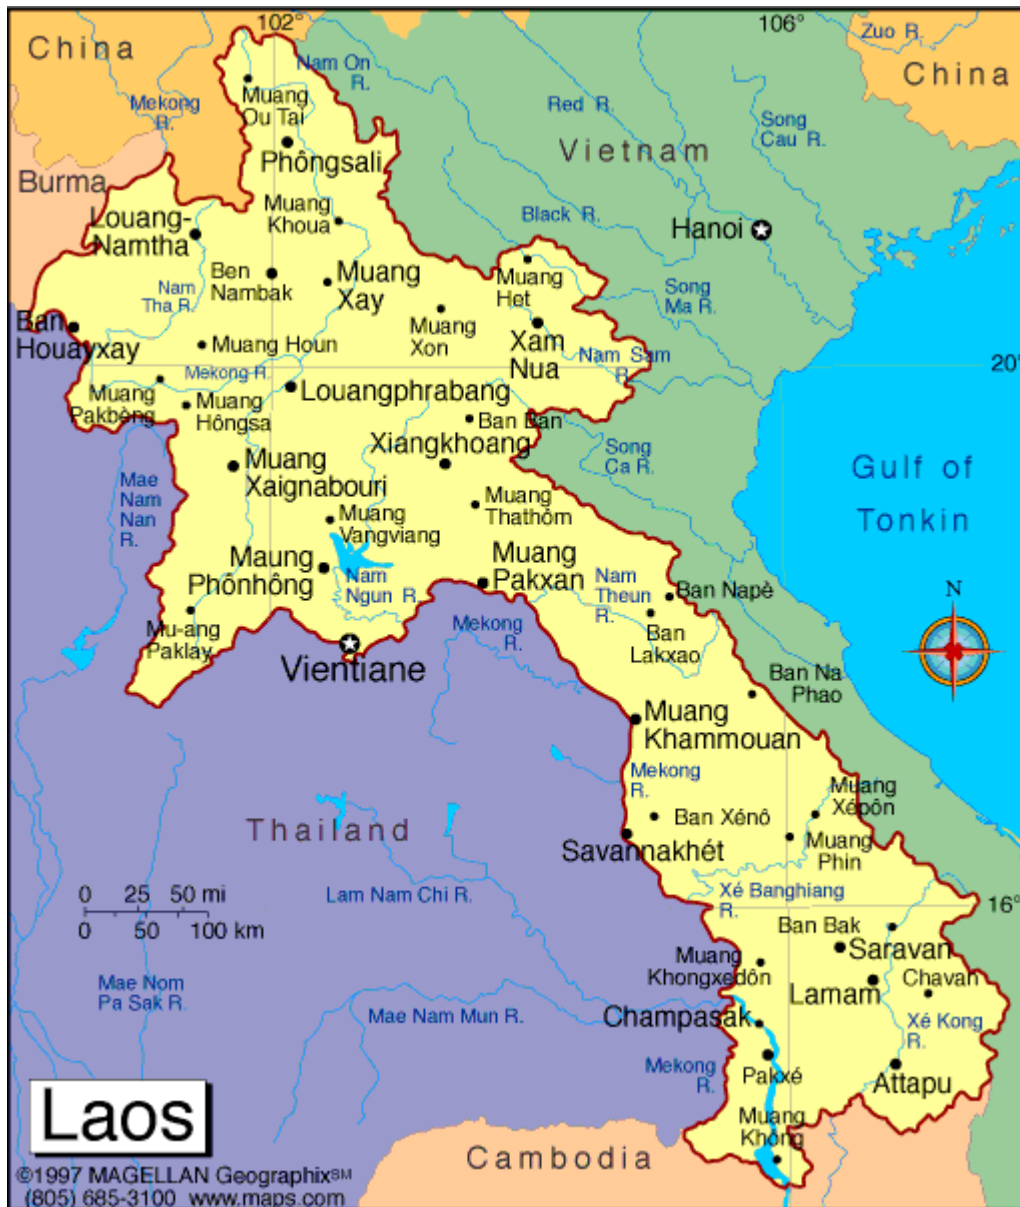 102°
106°
China
Zuo R.
China
Nam On
R.
Mekong
R.
Muang
Ou Tai
Red R.
Song
Cau R.
Phôngsali
Vietnam
Burma
Louang-
Namtha
Muang
Khoua
Black R.
Hanoi
Nam
Tha R.
Ben
Nambak
Muang
Xay
Muang
Het
Song
Ma R.
Ban
Houayxay
Muang Houn
Muang
Xon
Xam
Nua
Nam Sam
R.
20°
Mekong R.
Muang
Pakbèng
Muang
Hôngsa
Louangphrabang
Ban Ban
Xiangkhoang
Song
Ca R.
Gulf of
Tonkin
Mae
Nam
Nan
R.
Muang
Xaignabouri
Muang
Thathôm
Muang
Vangviang
Maung
Phônhông
Nam
Ngun R.
Muang
Pakxan
Nam
Theun
R.
Ban Napè
N
Mu-ang
Paklay
Mekong
R.
Ban
Lakxao
Vientiane
Ban Na
Phao
Muang
Khammouan
Mekong
R.
Muang
Xépôn
Ban Xénô
Thailand
Savannakhét
Muang
Phin
0 25 50 mi
0 50 100 km
Lam Nam Chi R.
Xé Banghiang
R.
16°
Ban Bak
Saravan
Muang
Khongxedôn
Lamam
Chavan
Mae Nom
Pa Sak R.
Mae Nam Mun R.
Champasak
Xé Kong
R.
Mekong
R.
Pakxé
Attapu
Laos
Muang
Không
Cambodia
©1997 MAGELLAN Geographix℠
(805) 685-3100 www.maps.com